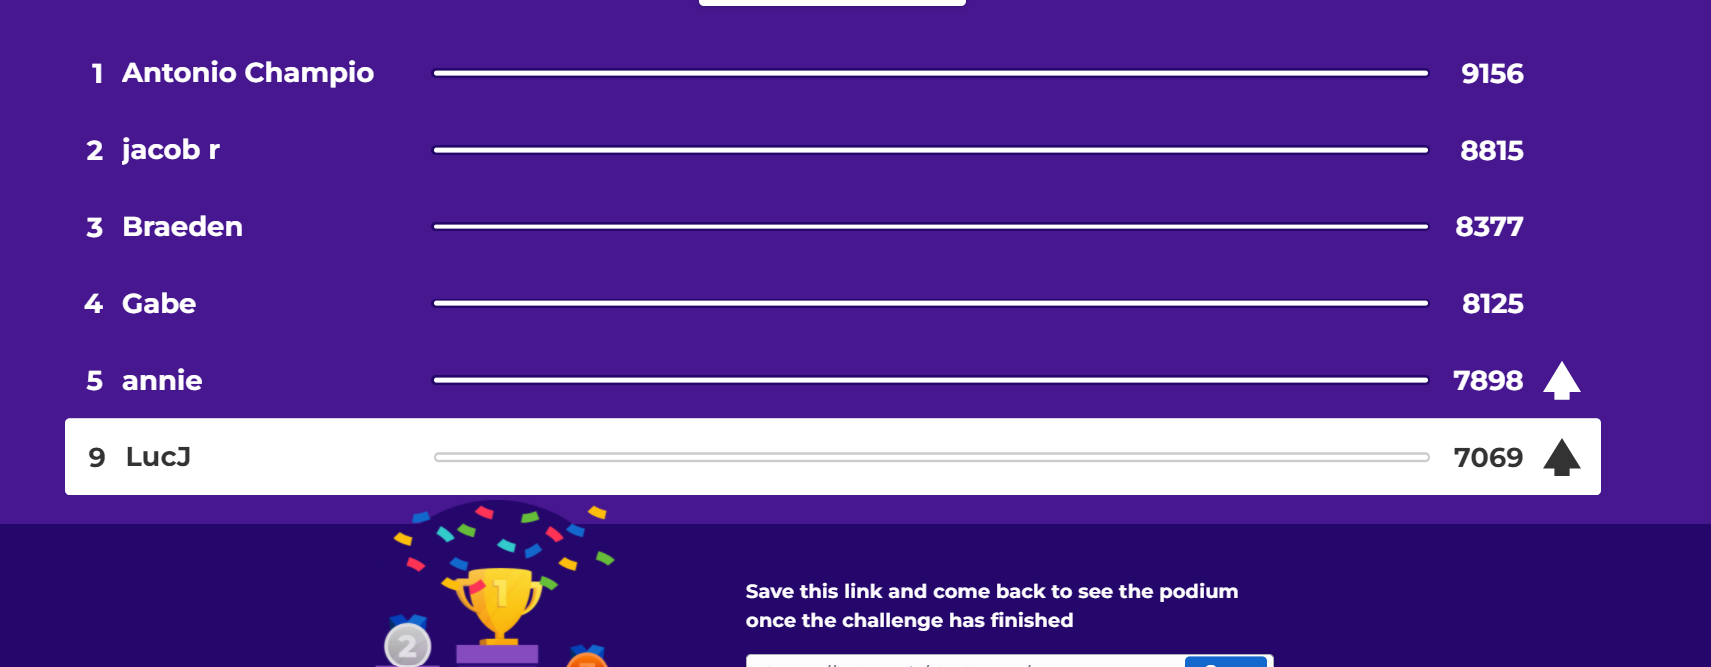 1 Antonio Champio 9156
2 jacob r 8815
3 Braeden 8377
4 Gabe 8125
5 annie 7898
9 LucJ 7069
1
Save this link and come back to see the podium
once the challenge has finished
2